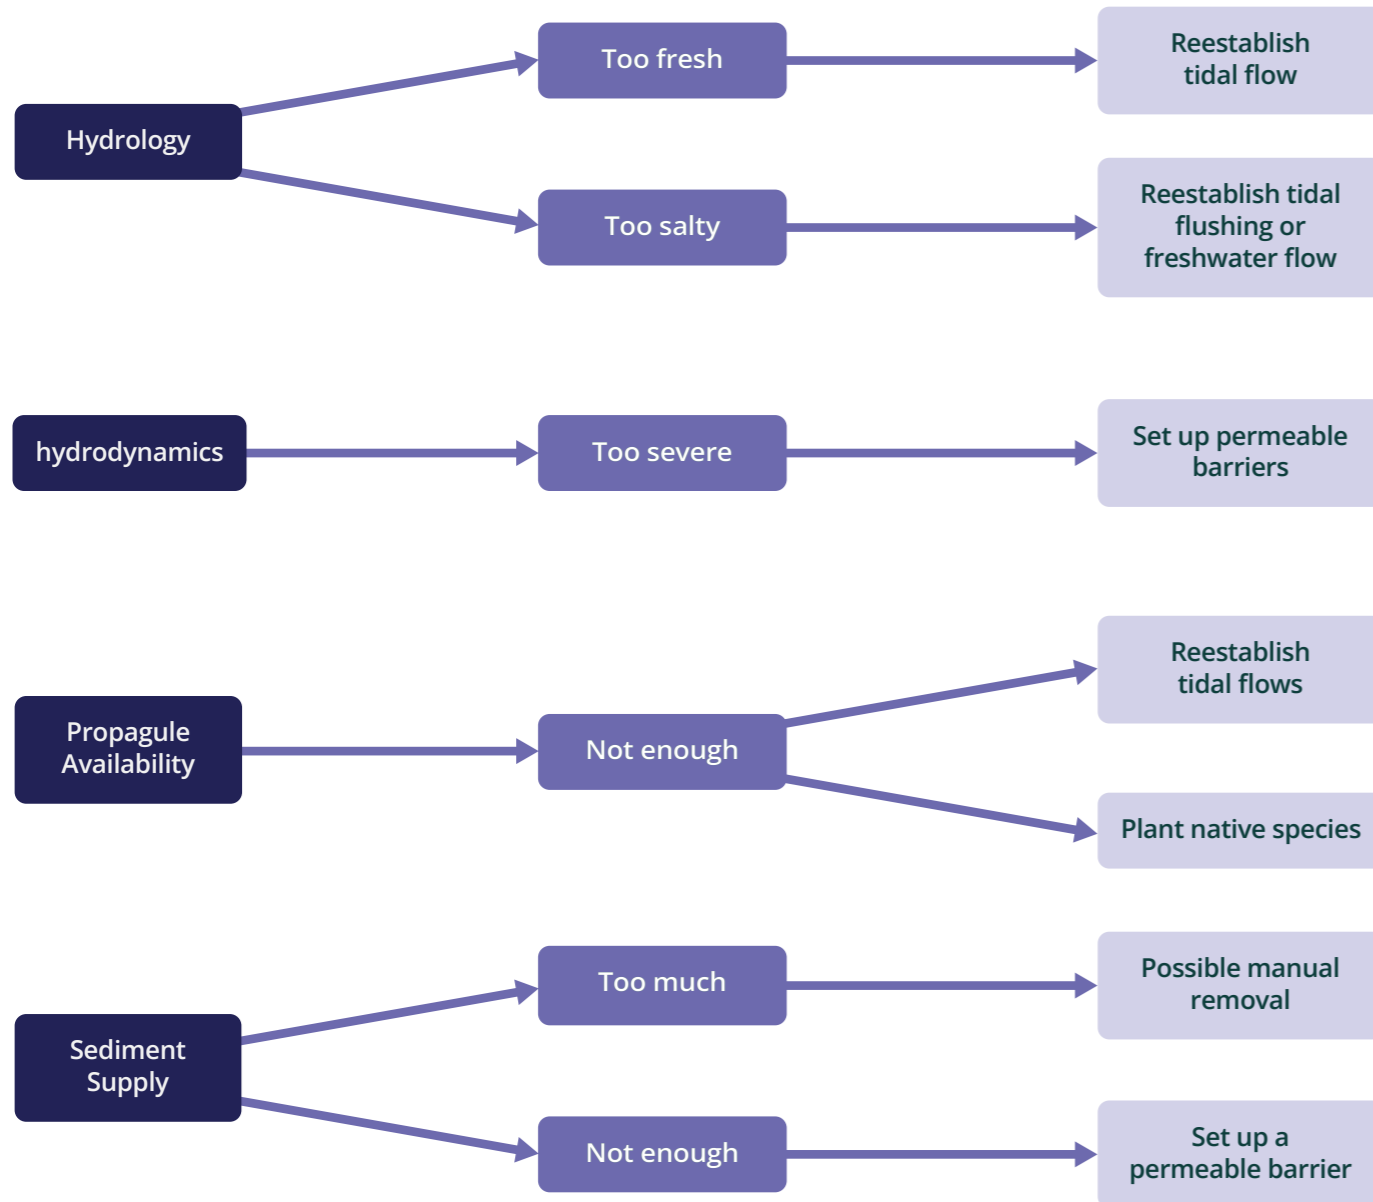 Hydrology
Too fresh
Reestablish
tidal flow
Too salty
Reestablish tidal
flushing or
freshwater flow
hydrodynamics
Too severe
Set up permeable
barriers
Propagule
Availability
Not enough
Reestablish
tidal flows
Plant native species
Sediment
Supply
Too much
Possible manual
removal
Not enough
Set up a
permeable barrier